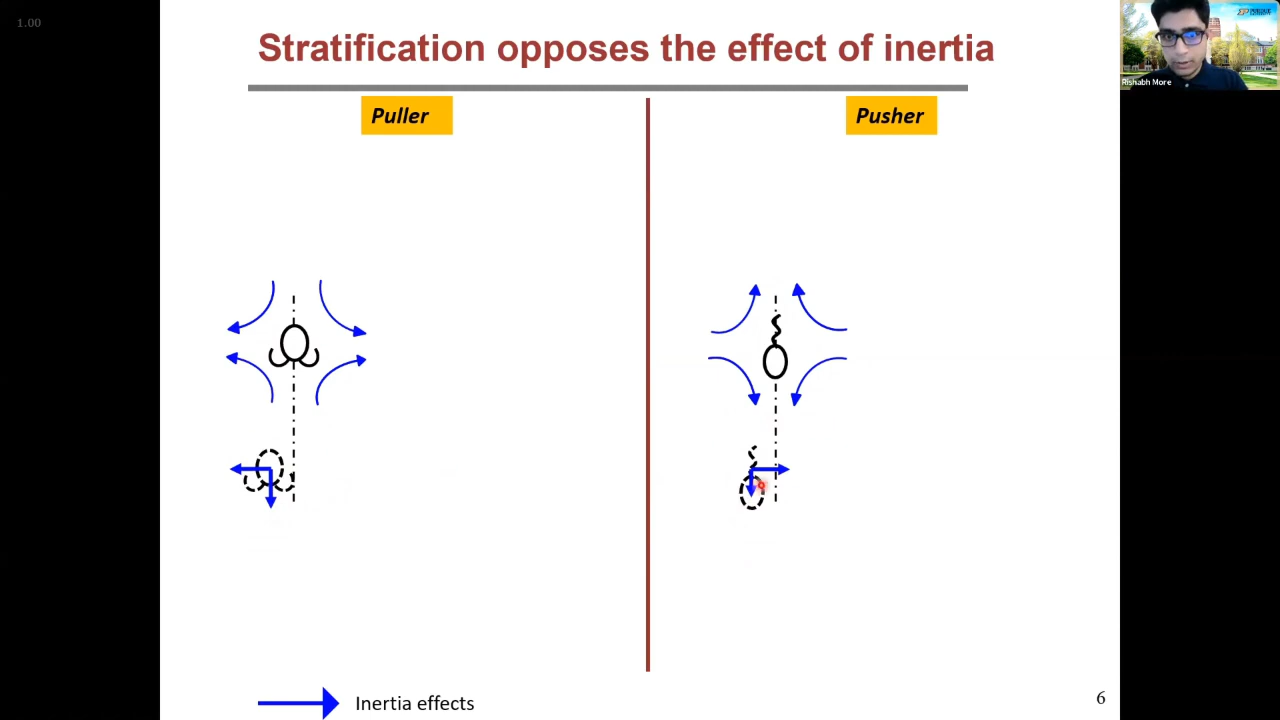 1.00
Stratification opposes the effect of inertia
Rishabh More
Puller
Pusher
Inertia effects
6